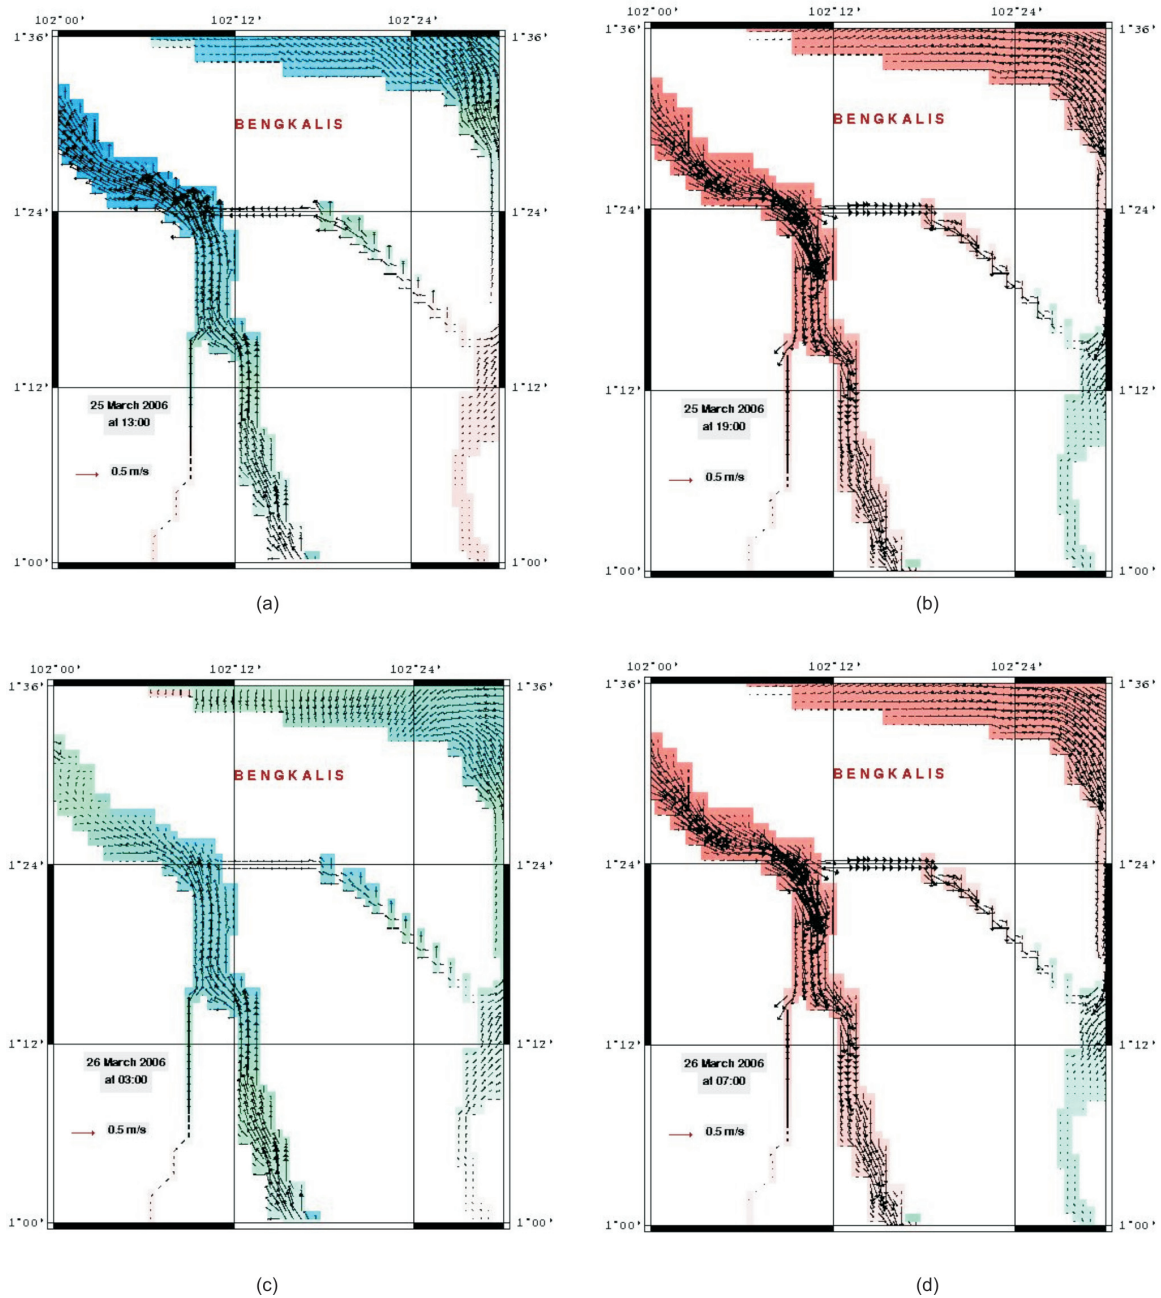 102°00' 102°12' 102°24'
1°36' 1°36'
BENGKALIS
1°24' 1°24'
1°12' 1°12'
25 March 2006
at 13:00
0.5 m/s
1°00' 1°00'
(a)
102°00' 102°12' 102°24'
1°36' 1°36'
BENGKALIS
1°24' 1°24'
1°12' 1°12'
25 March 2006
at 19:00
0.5 m/s
1°00' 1°00'
(b)
102°00' 102°12' 102°24'
1°36' 1°36'
BENGKALIS
1°24' 1°24'
1°12' 1°12'
26 March 2006
at 03:00
0.5 m/s
1°00' 1°00'
(c)
102°00' 102°12' 102°24'
1°36' 1°36'
BENGKALIS
1°24' 1°24'
1°12' 1°12'
26 March 2006
at 07:00
0.5 m/s
1°00' 1°00'
(d)